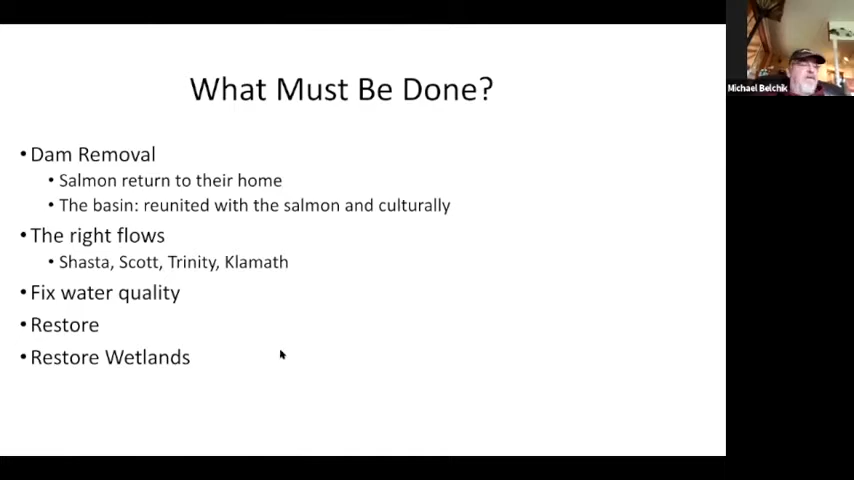 What Must Be Done?
• Dam Removal
• Salmon return to their home
• The basin: reunited with the salmon and culturally
• The right flows
• Shasta, Scott, Trinity, Klamath
• Fix water quality
• Restore
• Restore Wetlands
Michael Belchik